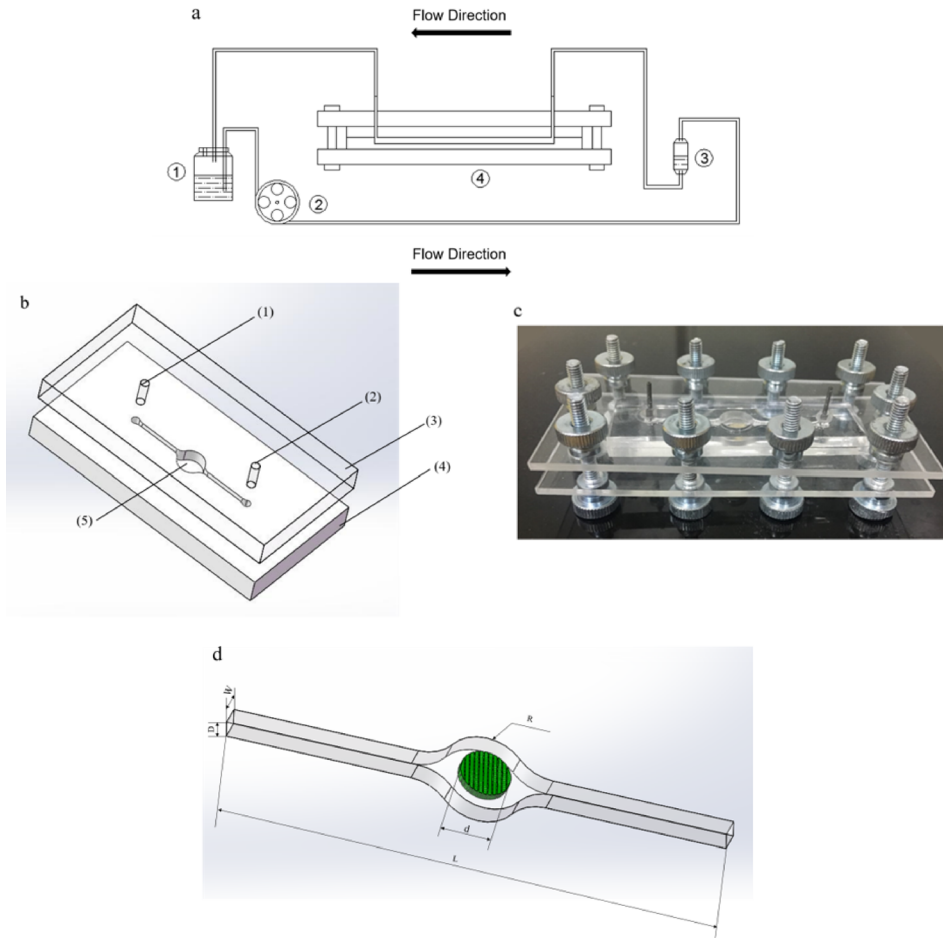 a
Flow Direction
①
②
③
④
Flow Direction
b
(1)
(2)
(3)
(4)
(5)
c
d
W
D
R
d
L